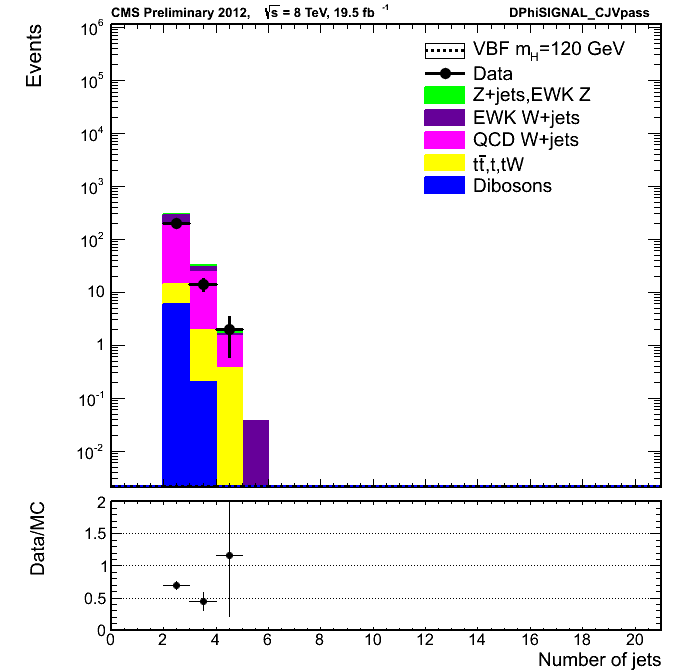 CMS Preliminary 2012, √s = 8 TeV, 19.5 fb⁻¹ DPhiSIGNAL_CJVpass
Events
10⁶
10⁵
10⁴
10³
10²
10
1
10⁻¹
10⁻²
VBF m_H=120 GeV
Data
Z+jets,EWK Z
EWK W+jets
QCD W+jets
tt̅,t,tW
Dibosons
Data/MC
2
1.5
1
0.5
0
0 2 4 6 8 10 12 14 16 18 20
Number of jets